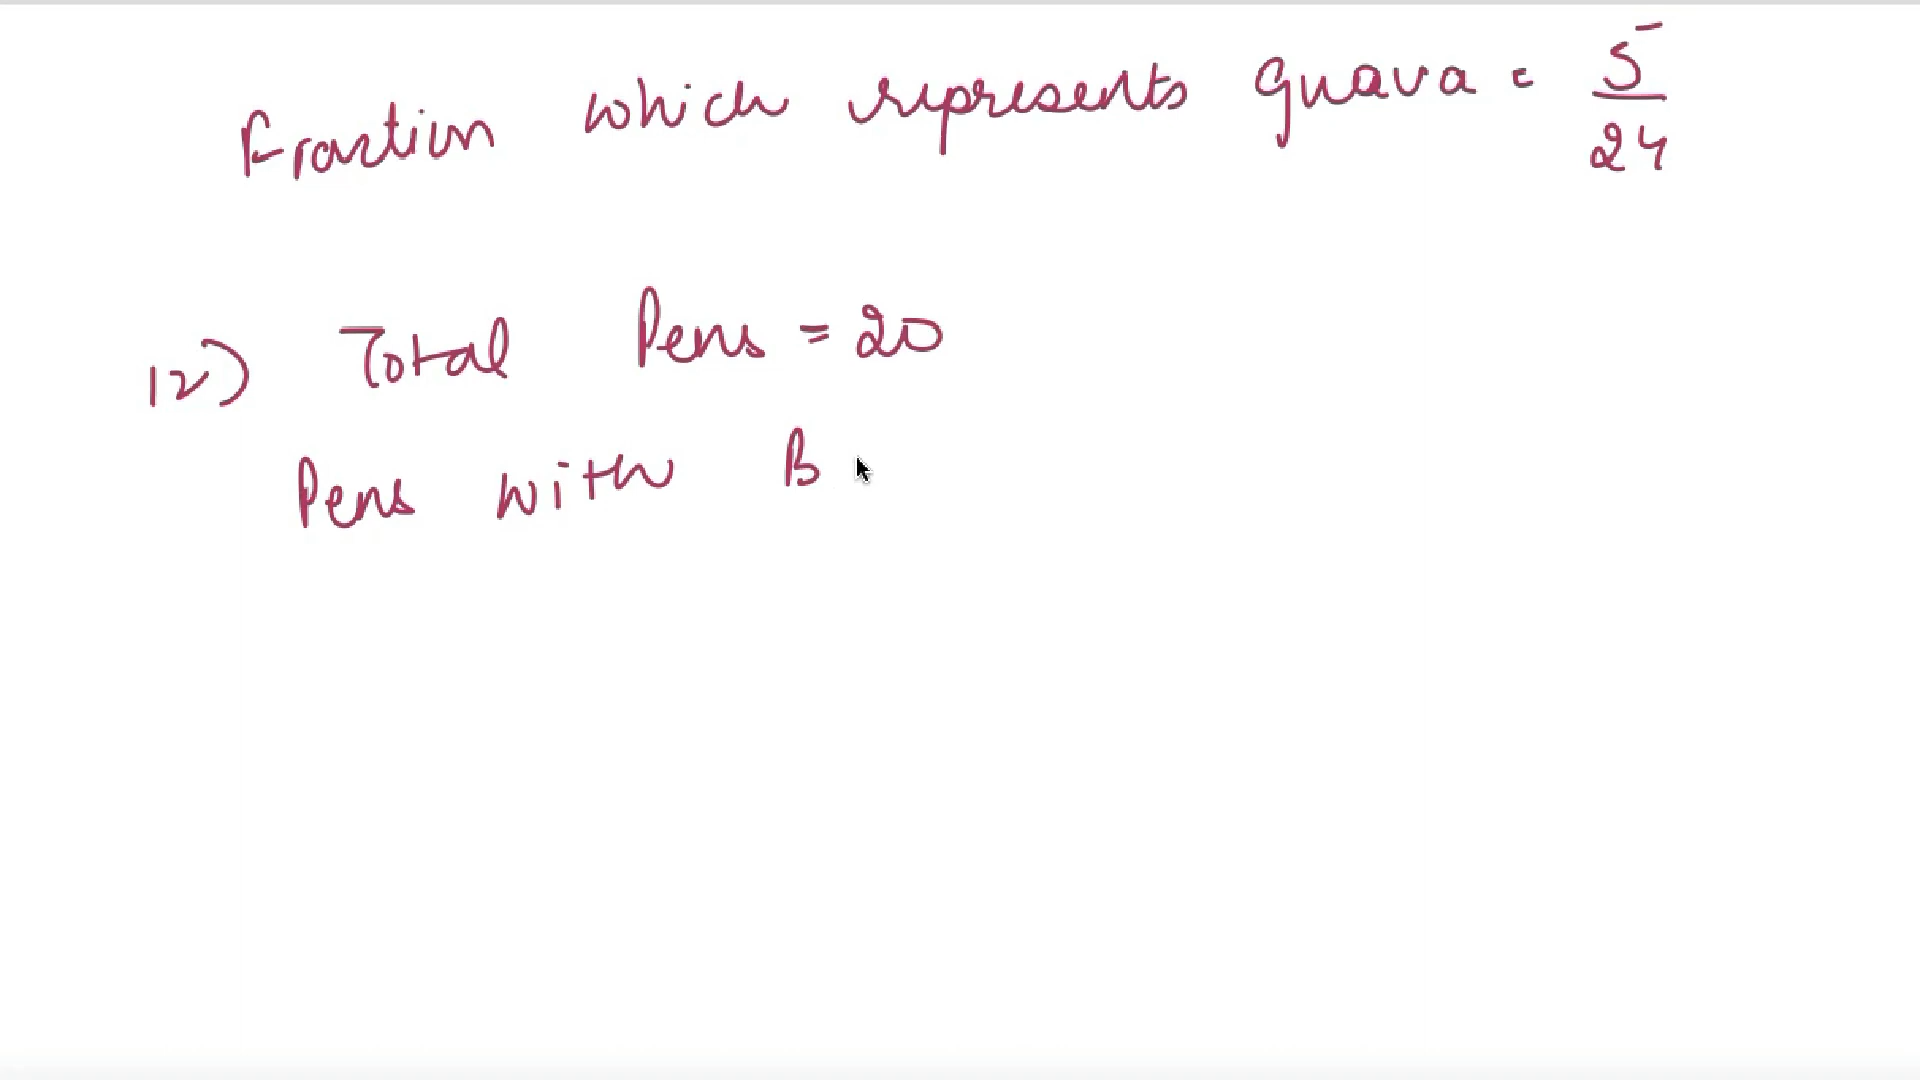 Fraction which represents guava = 5/24
12) Total Pens = 20
Pens with B